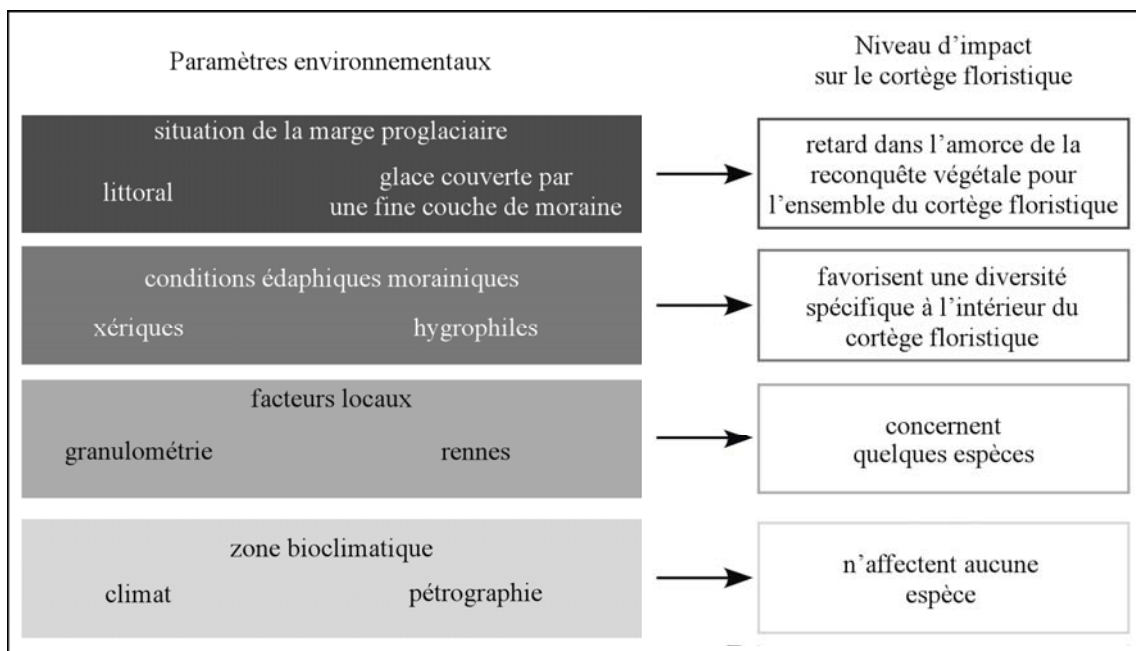 Paramètres environnementaux
Niveau d'impact
sur le cortège floristique
situation de la marge proglaciaire
littoral
glace couverte par
une fine couche de moraine
retard dans l'amorce de la
reconquête végétale pour
l'ensemble du cortège floristique
conditions édaphiques morainiques
xériques
hygrophiles
favorisent une diversité
spécifique à l'intérieur du
cortège floristique
facteurs locaux
granulométrie
rennes
concernent
quelques espèces
zone bioclimatique
climat
pétrographie
n'affectent aucune
espèce